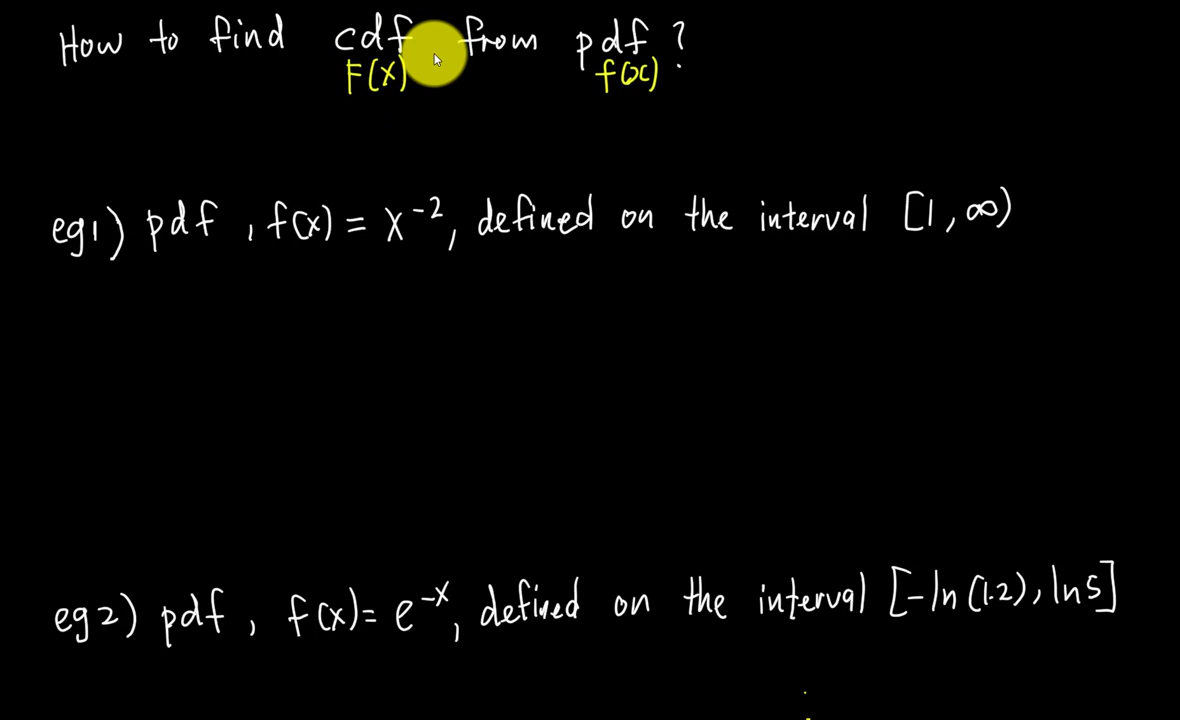 How to find cdf from pdf ?
F(x) f(x)
eg1) pdf , f(x) = x⁻², defined on the interval [1, ∞)
eg2) pdf , f(x) = e⁻ˣ, defined on the interval [-ln(1.2), ln5]